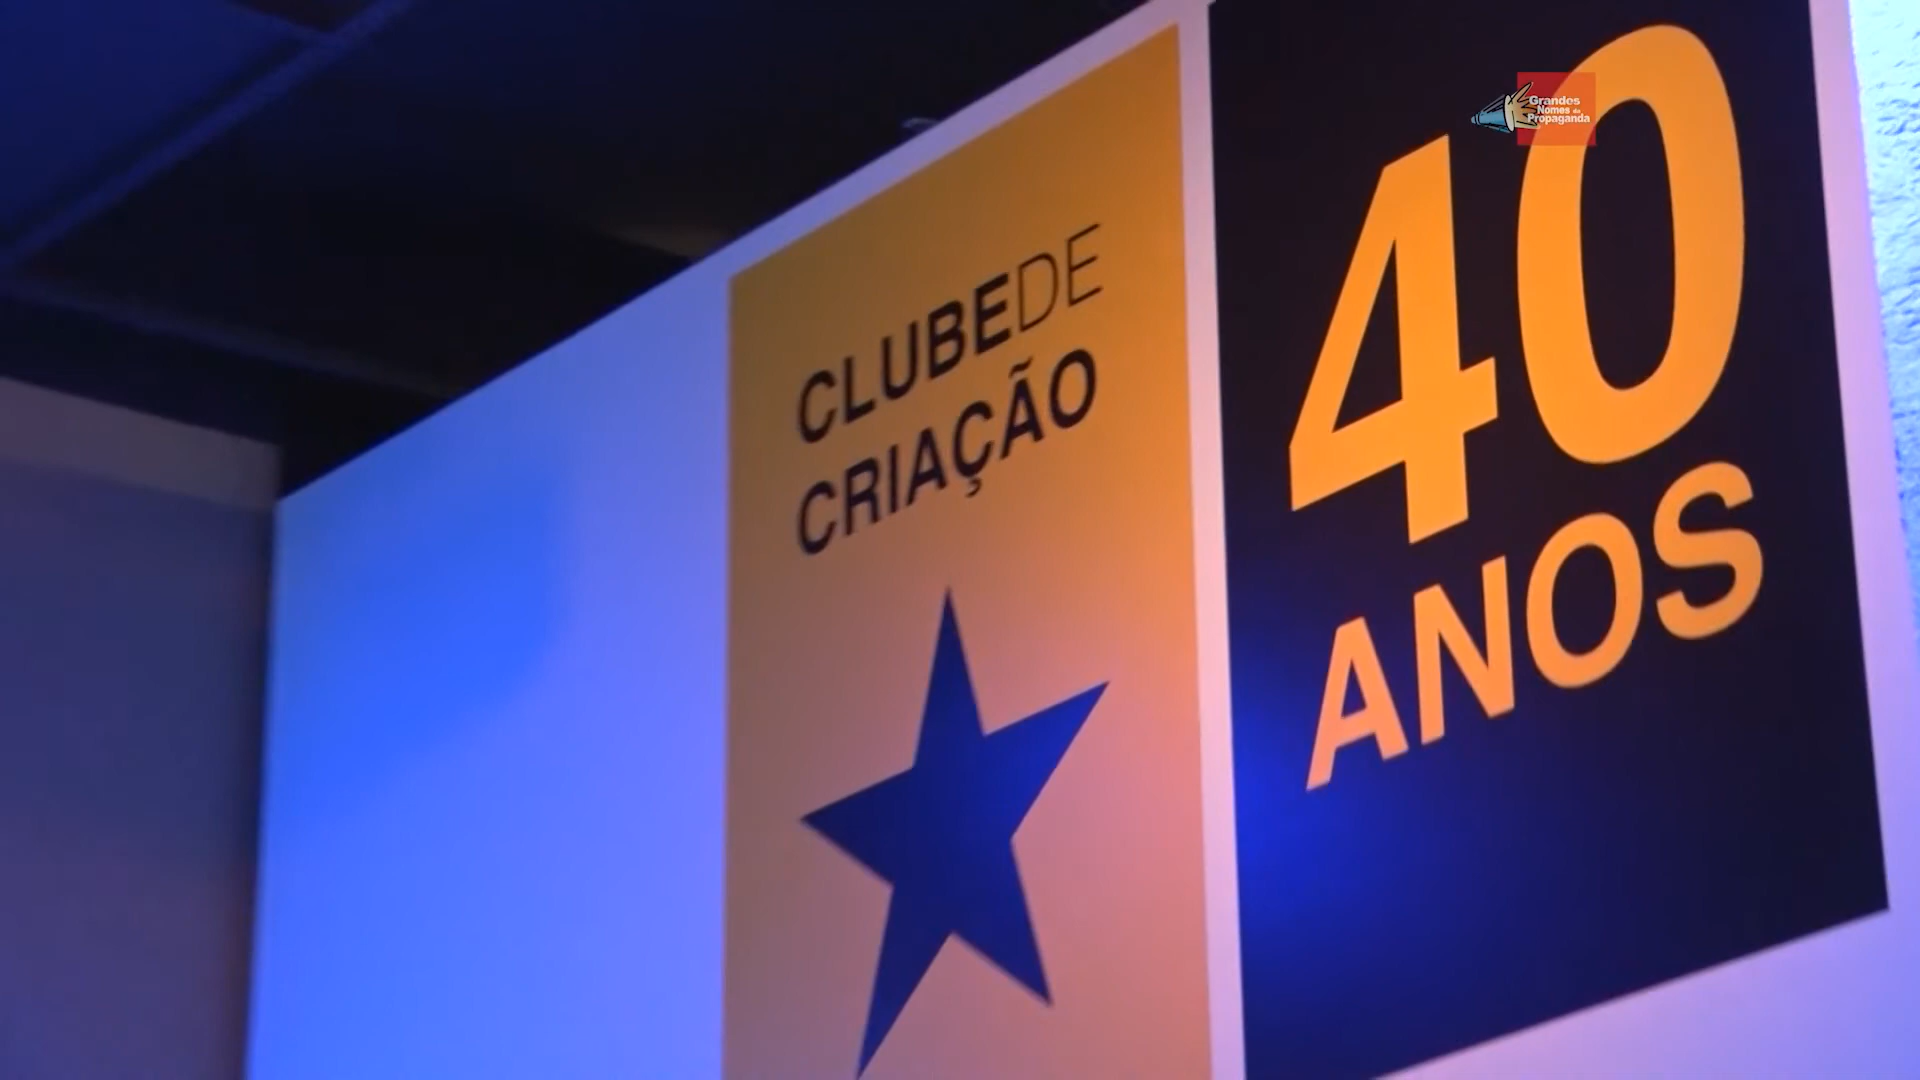 CLUBEDE
CRIAÇÃO
40
ANOS
Grandes
Nomes da
Propaganda